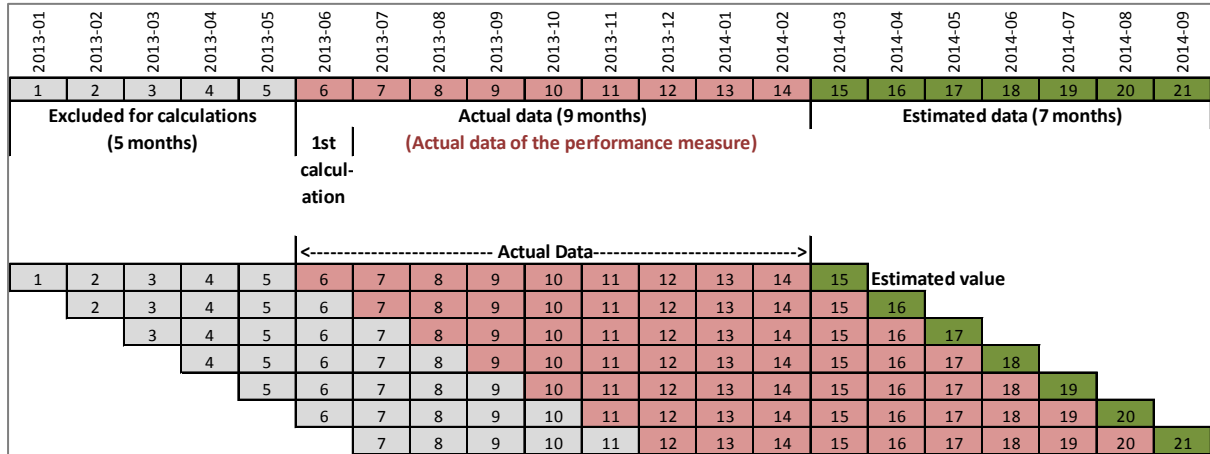 2013-01 2013-02 2013-03 2013-04 2013-05 2013-06 2013-07 2013-08 2013-09 2013-10 2013-11 2013-12 2014-01 2014-02 2014-03 2014-04 2014-05 2014-06 2014-07 2014-08 2014-09
1 2 3 4 5 6 7 8 9 10 11 12 13 14 15 16 17 18 19 20 21
Excluded for calculations Actual data (9 months) Estimated data (7 months)
(5 months) 1st (Actual data of the performance measure)
calcul-
ation
<------------------------ Actual Data---------------------------->
1 2 3 4 5 6 7 8 9 10 11 12 13 14 15 Estimated value
2 3 4 5 6 7 8 9 10 11 12 13 14 15 16
3 4 5 6 7 8 9 10 11 12 13 14 15 16 17
4 5 6 7 8 9 10 11 12 13 14 15 16 17 18
5 6 7 8 9 10 11 12 13 14 15 16 17 18 19
6 7 8 9 10 11 12 13 14 15 16 17 18 19 20
7 8 9 10 11 12 13 14 15 16 17 18 19 20 21